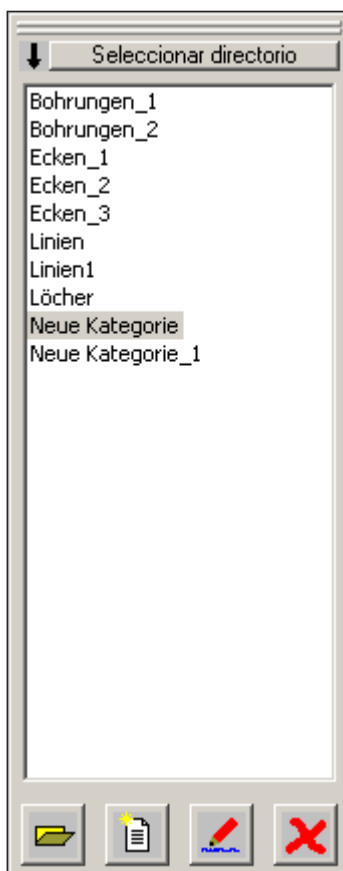 Seleccionar directorio
Bohrungen_1
Bohrungen_2
Ecken_1
Ecken_2
Ecken_3
Linien
Linien1
Löcher
Neue Kategorie
Neue Kategorie_1